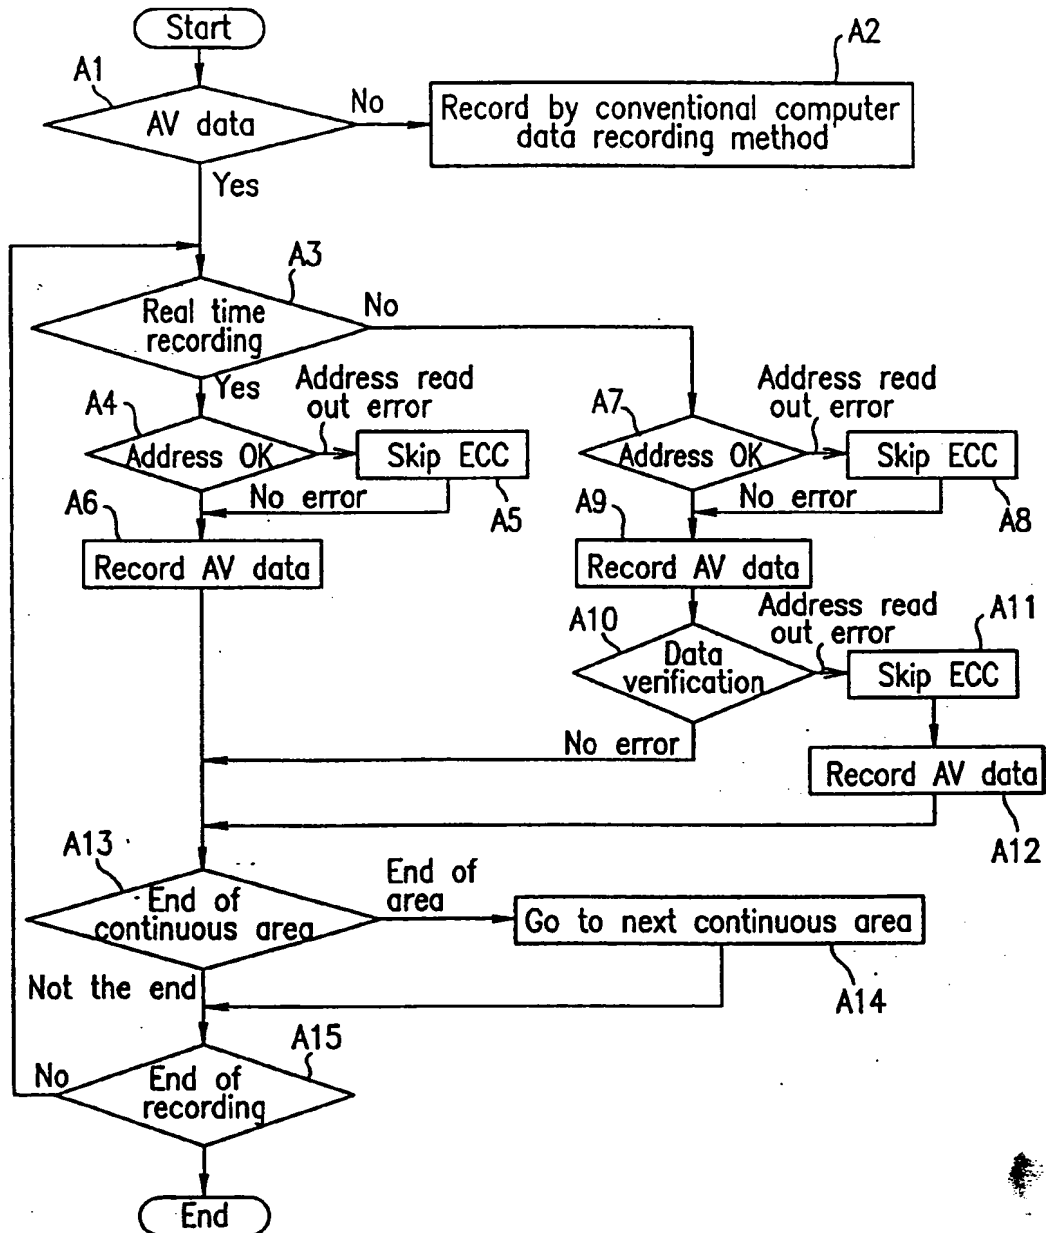 Start
A1
A2
AV data
No
Record by conventional computer
data recording method
Yes
A3
Real time
recording
No
Yes
A4
Address read
out error
Address OK
Skip ECC
A5
No error
A6
Record AV data
A7
Address read
out error
Address OK
Skip ECC
A8
No error
A9
Record AV data
A10
Address read
out error
A11
Data
verification
Skip ECC
No error
Record AV data
A12
A13
End of
continuous area
End of
area
Go to next continuous area
A14
Not the end
A15
No
End of
recording
End